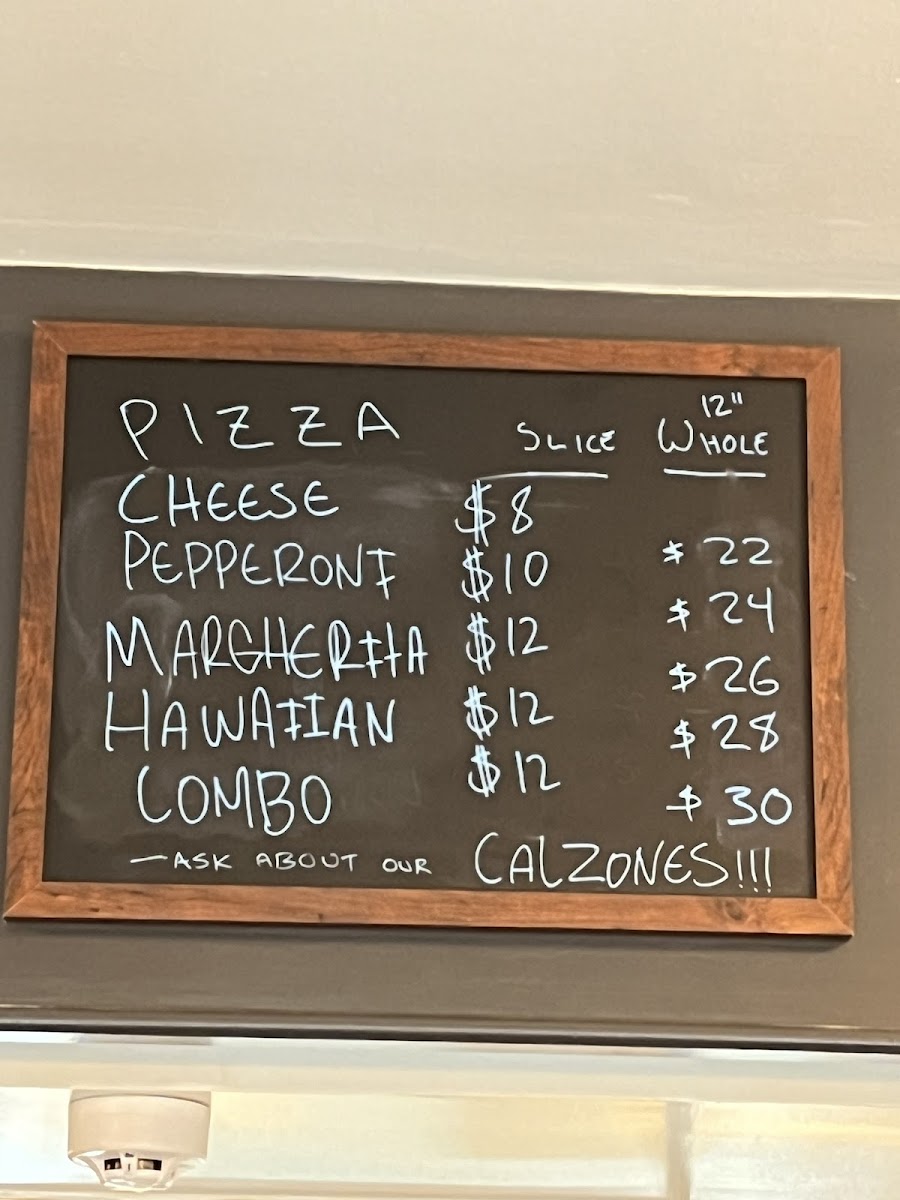 PIZZA SLICE 12" WHOLE
CHEESE $8 $22
PEPPERONI $10 $24
MARGHERITA $12 $26
HAWAIIAN $12 $28
COMBO $12 $30
—ASK ABOUT OUR CALZONES!!!